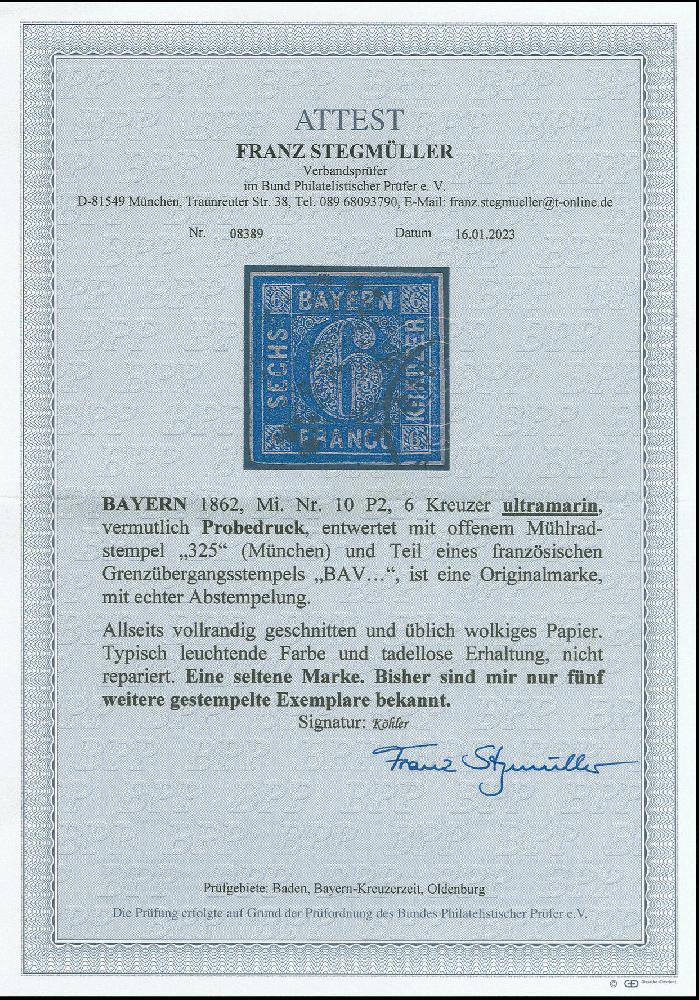 ATTEST
FRANZ STEGMÜLLER
Verbandsprüfer
im Bund Philatelistischer Prüfer e. V.
D-81549 München, Traunreuter Str. 38, Tel. 089 68093790, E-Mail: franz.stegmueller@t-online.de
Nr. 08389 Datum 16.01.2023
6 BAYERN 6
SECHS
6
KREUZER
6 FRANCO 6
BAYERN 1862, Mi. Nr. 10 P2, 6 Kreuzer ultramarin,
vermutlich Probedruck, entwertet mit offenem Mühlrad-
stempel „325“ (München) und Teil eines französischen
Grenzübergangsstempels „BAV...“, ist eine Originalmarke,
mit echter Abstempelung.
Allseits vollrandig geschnitten und üblich wolkiges Papier.
Typisch leuchtende Farbe und tadellose Erhaltung, nicht
repariert. Eine seltene Marke. Bisher sind mir nur fünf
weitere gestempelte Exemplare bekannt.
Signatur: Köhler
Franz Stegmüller
Prüfgebiete: Baden, Bayern-Kreuzerzeit, Oldenburg
Die Prüfung erfolgte auf Grund der Prüfordnung des Bundes Philatelistischer Prüfer e.V.